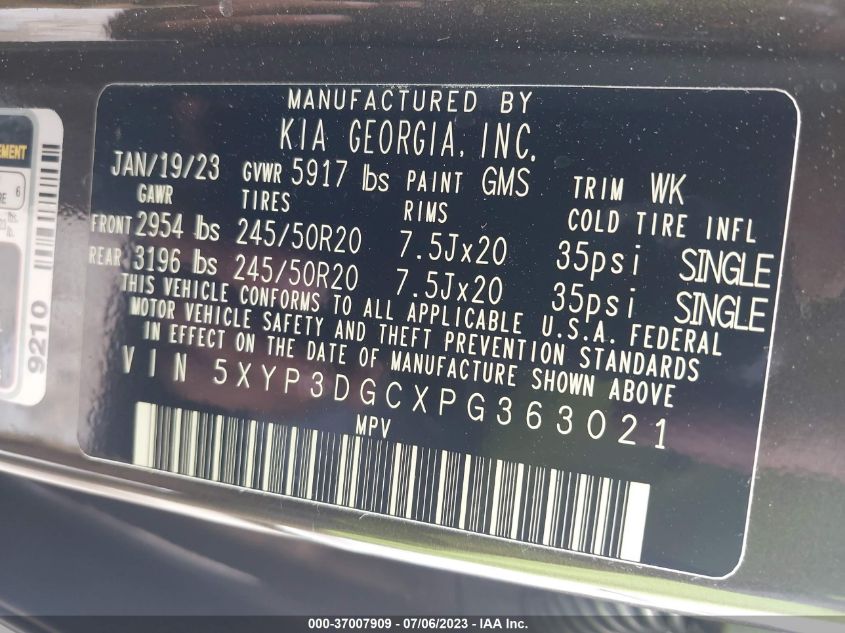 MANUFACTURED BY
KIA GEORGIA, INC.
JAN/19/23 GVWR 5917 lbs PAINT GMS TRIM WK
GAWR TIRES RIMS COLD TIRE INFL
FRONT 2954 lbs 245/50R20 7.5Jx20 35psi SINGLE
REAR 3196 lbs 245/50R20 7.5Jx20 35psi SINGLE
THIS VEHICLE CONFORMS TO ALL APPLICABLE U.S.A. FEDERAL
MOTOR VEHICLE SAFETY AND THEFT PREVENTION STANDARDS
IN EFFECT ON THE DATE OF MANUFACTURE SHOWN ABOVE
VIN 5XYP3DGCXPG363021
MPV
9210
6
000-37007909 - 07/06/2023 - IAA Inc.